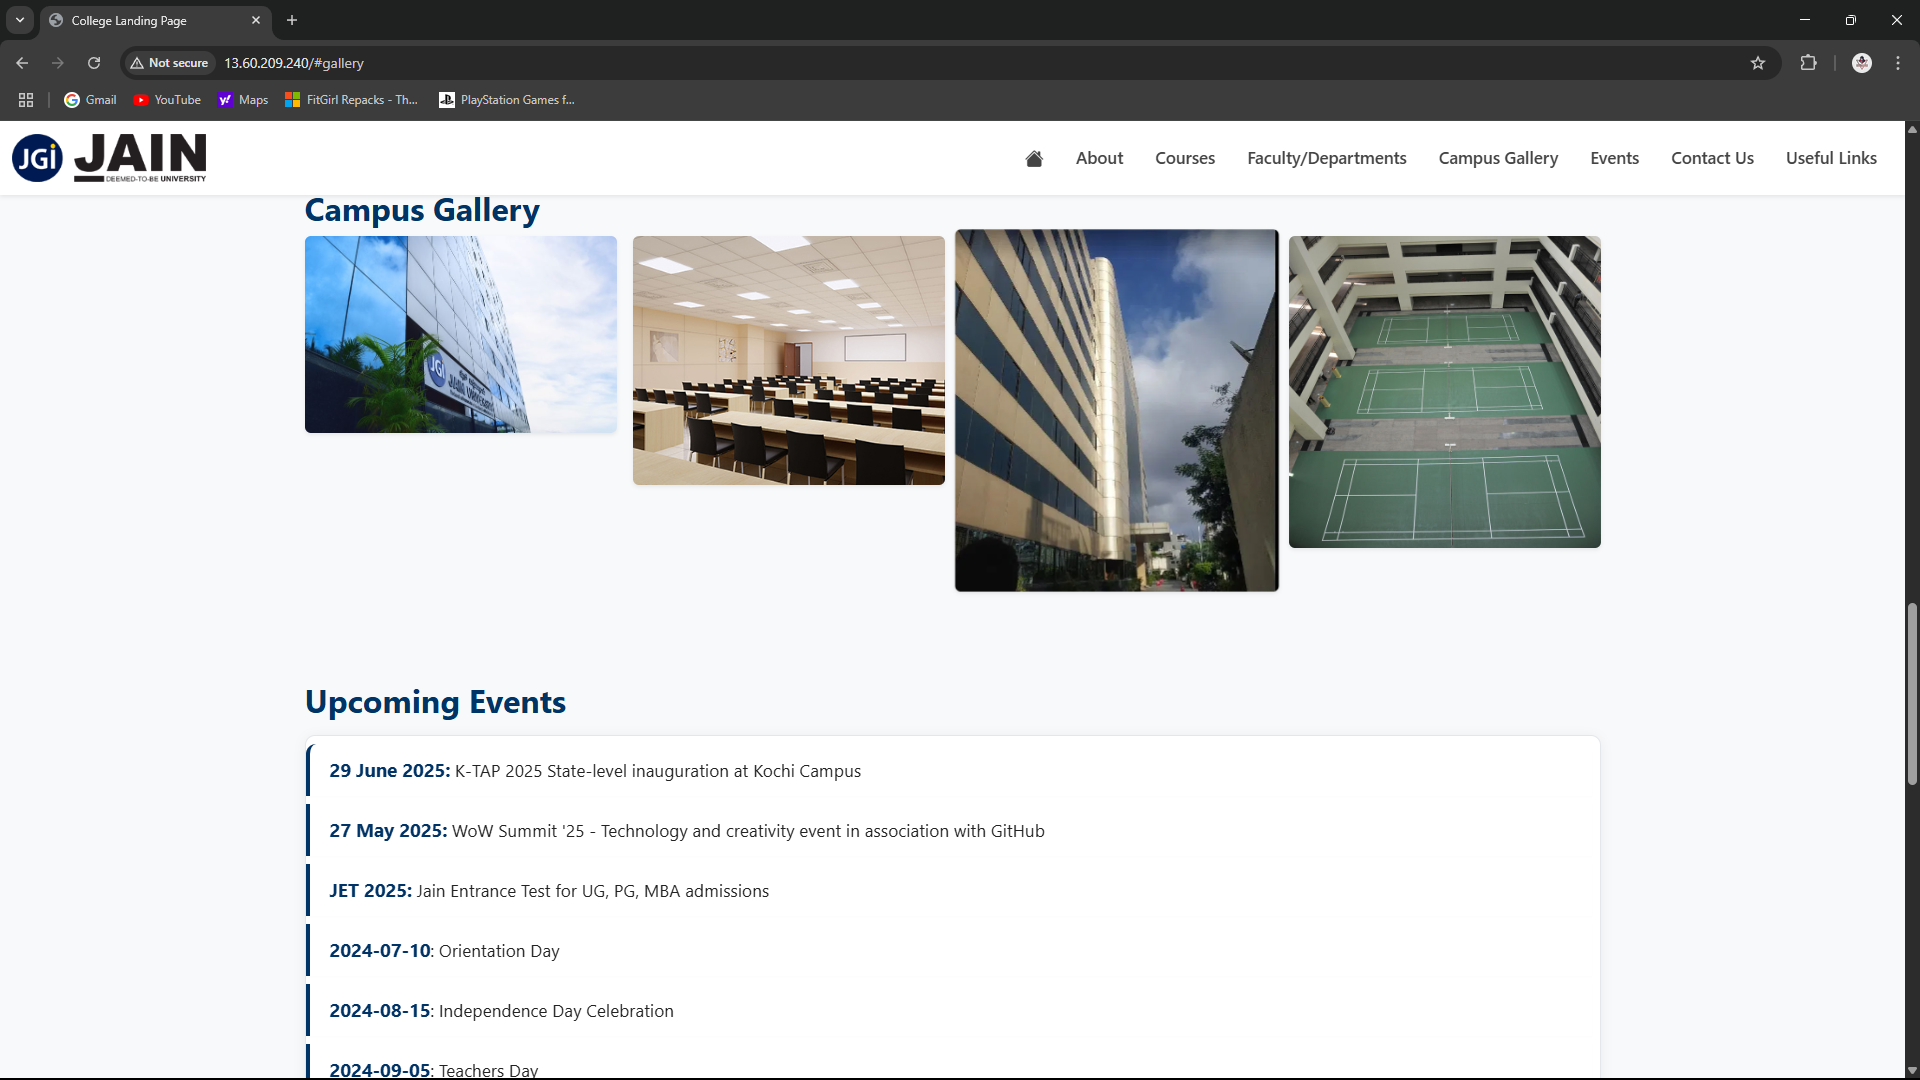 College Landing Page
Not secure
13.60.209.240/#gallery
Gmail
YouTube
Maps
FitGirl Repacks - Th...
PlayStation Games f...
JGi JAIN
DEEMED-TO-BE UNIVERSITY
About
Courses
Faculty/Departments
Campus Gallery
Events
Contact Us
Useful Links
Campus Gallery
JGi
JAIN UNIVERSITY
Upcoming Events
29 June 2025: K-TAP 2025 State-level inauguration at Kochi Campus
27 May 2025: WoW Summit '25 - Technology and creativity event in association with GitHub
JET 2025: Jain Entrance Test for UG, PG, MBA admissions
2024-07-10: Orientation Day
2024-08-15: Independence Day Celebration
2024-09-05: Teachers Day